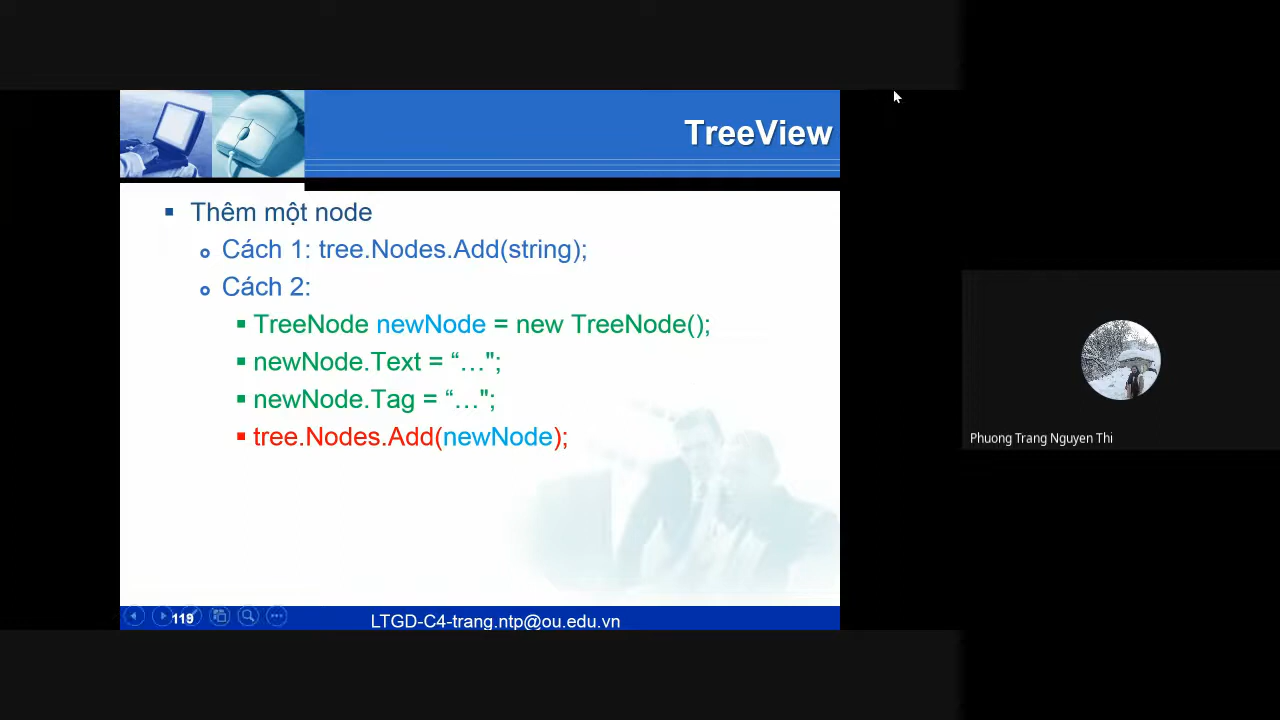 TreeView
Thêm một node
Cách 1: tree.Nodes.Add(string);
Cách 2:
TreeNode newNode = new TreeNode();
newNode.Text = “…";
newNode.Tag = “…";
tree.Nodes.Add(newNode);
Phuong Trang Nguyen Thi
119
LTGD-C4-trang.ntp@ou.edu.vn